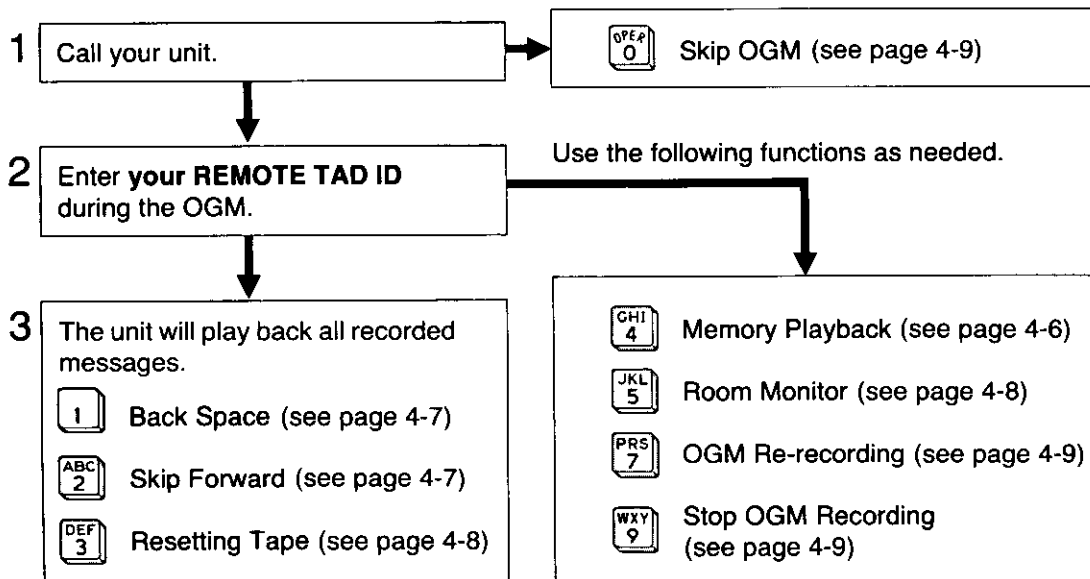 1 Call your unit.
OPER 0 Skip OGM (see page 4-9)
2 Enter your REMOTE TAD ID
during the OGM.
Use the following functions as needed.
3 The unit will play back all recorded
messages.
1 Back Space (see page 4-7)
ABC 2 Skip Forward (see page 4-7)
DEF 3 Resetting Tape (see page 4-8)
GHI 4 Memory Playback (see page 4-6)
JKL 5 Room Monitor (see page 4-8)
PRS 7 OGM Re-recording (see page 4-9)
WXY 9 Stop OGM Recording
(see page 4-9)